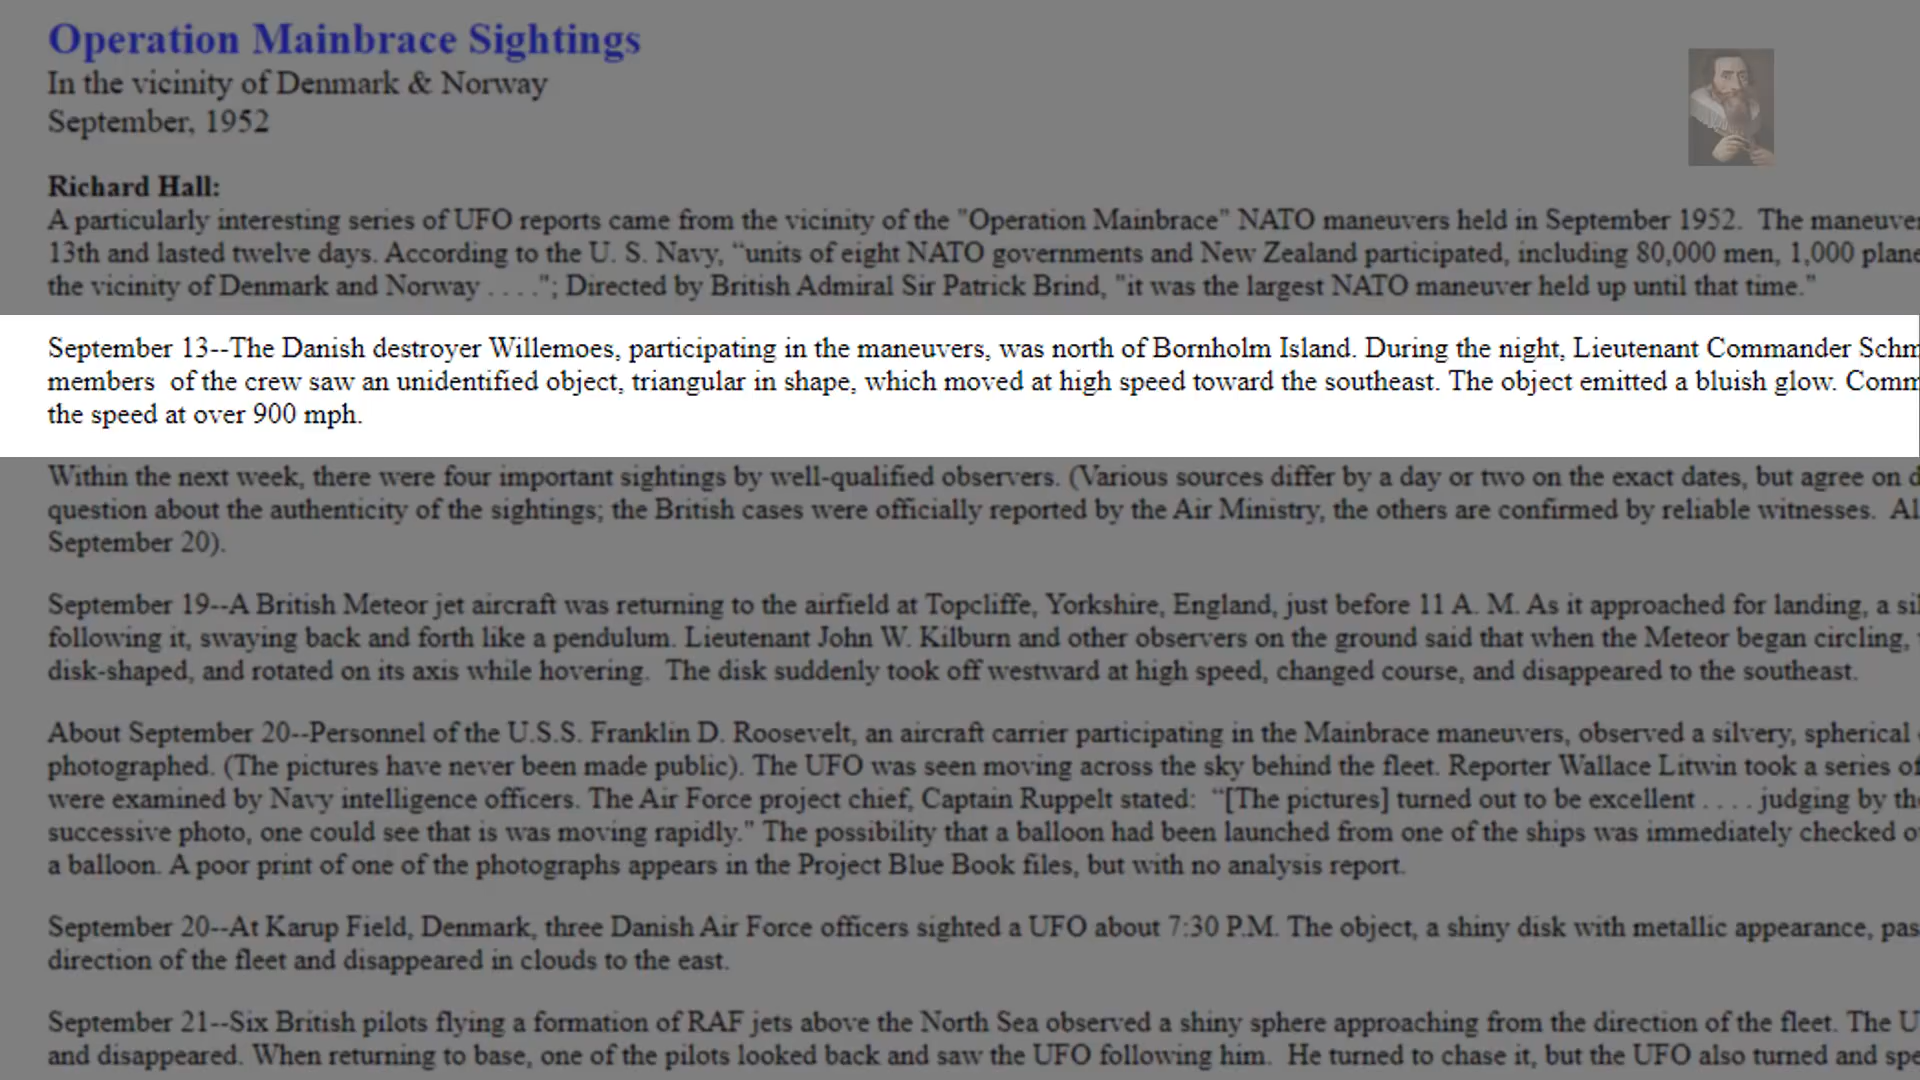 Operation Mainbrace Sightings
In the vicinity of Denmark & Norway
September, 1952
Richard Hall:
A particularly interesting series of UFO reports came from the vicinity of the "Operation Mainbrace" NATO maneuvers held in September 1952.  The maneuver
13th and lasted twelve days. According to the U. S. Navy, “units of eight NATO governments and New Zealand participated, including 80,000 men, 1,000 plane
the vicinity of Denmark and Norway . . . ."; Directed by British Admiral Sir Patrick Brind, "it was the largest NATO maneuver held up until that time."
September 13--The Danish destroyer Willemoes, participating in the maneuvers, was north of Bornholm Island. During the night, Lieutenant Commander Schm
members  of the crew saw an unidentified object, triangular in shape, which moved at high speed toward the southeast. The object emitted a bluish glow. Comm
the speed at over 900 mph.
Within the next week, there were four important sightings by well-qualified observers. (Various sources differ by a day or two on the exact dates, but agree on d
question about the authenticity of the sightings; the British cases were officially reported by the Air Ministry, the others are confirmed by reliable witnesses.  Al
September 20).
September 19--A British Meteor jet aircraft was returning to the airfield at Topcliffe, Yorkshire, England, just before 11 A. M. As it approached for landing, a sil
following it, swaying back and forth like a pendulum. Lieutenant John W. Kilburn and other observers on the ground said that when the Meteor began circling,
disk-shaped, and rotated on its axis while hovering.  The disk suddenly took off westward at high speed, changed course, and disappeared to the southeast.
About September 20--Personnel of the U.S.S. Franklin D. Roosevelt, an aircraft carrier participating in the Mainbrace maneuvers, observed a silvery, spherical
photographed. (The pictures have never been made public). The UFO was seen moving across the sky behind the fleet. Reporter Wallace Litwin took a series of
were examined by Navy intelligence officers. The Air Force project chief, Captain Ruppelt stated:  “[The pictures] turned out to be excellent . . . . judging by the
successive photo, one could see that is was moving rapidly." The possibility that a balloon had been launched from one of the ships was immediately checked o
a balloon. A poor print of one of the photographs appears in the Project Blue Book files, but with no analysis report.
September 20--At Karup Field, Denmark, three Danish Air Force officers sighted a UFO about 7:30 P.M. The object, a shiny disk with metallic appearance, pas
direction of the fleet and disappeared in clouds to the east.
September 21--Six British pilots flying a formation of RAF jets above the North Sea observed a shiny sphere approaching from the direction of the fleet. The U
and disappeared. When returning to base, one of the pilots looked back and saw the UFO following him.  He turned to chase it, but the UFO also turned and spe